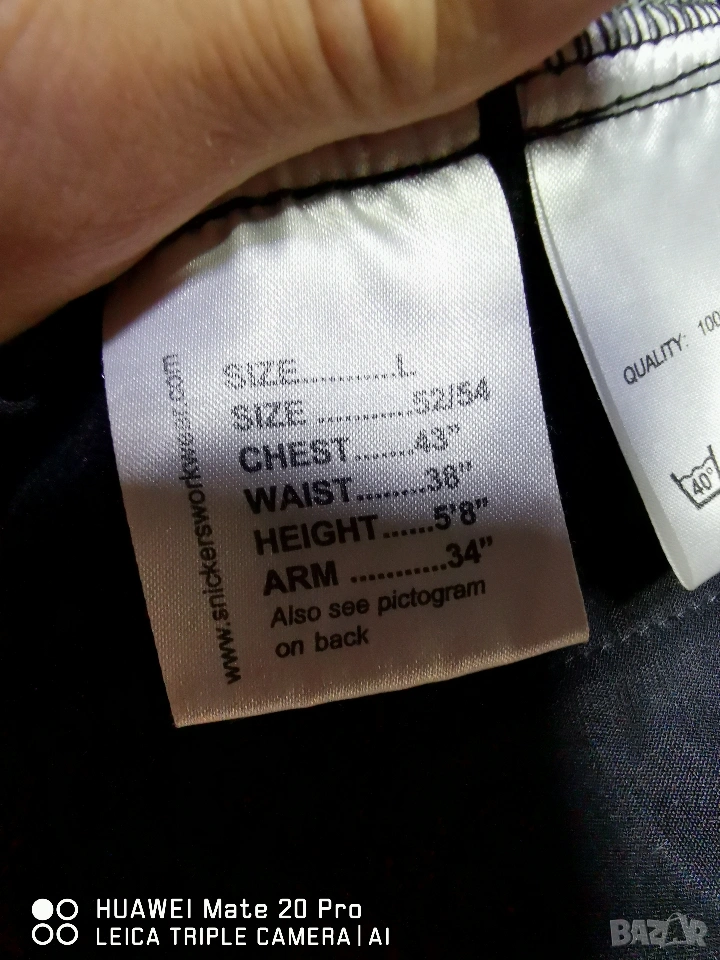 www.snickersworkwear.com
SIZE............L
SIZE ............52/54
CHEST.......43"
WAIST........38"
HEIGHT......5'8"
ARM ............34"
Also see pictogram
on back
QUALITY: 100
40°
HUAWEI Mate 20 Pro
LEICA TRIPLE CAMERA | AI
BAZAR